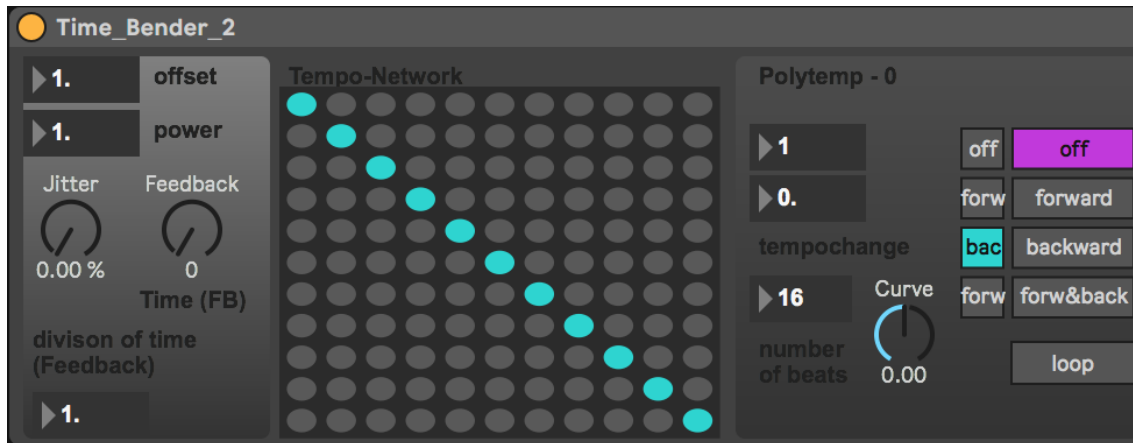 Time_Bender_2
1. offset
1. power
Jitter Feedback
0.00 % 0
Time (FB)
divison of time
(Feedback)
1.
Tempo-Network
Polytemp - 0
1
0.
tempochange
16
number
of beats
Curve
0.00
off off
forw forward
bac backward
forw forw&back
loop